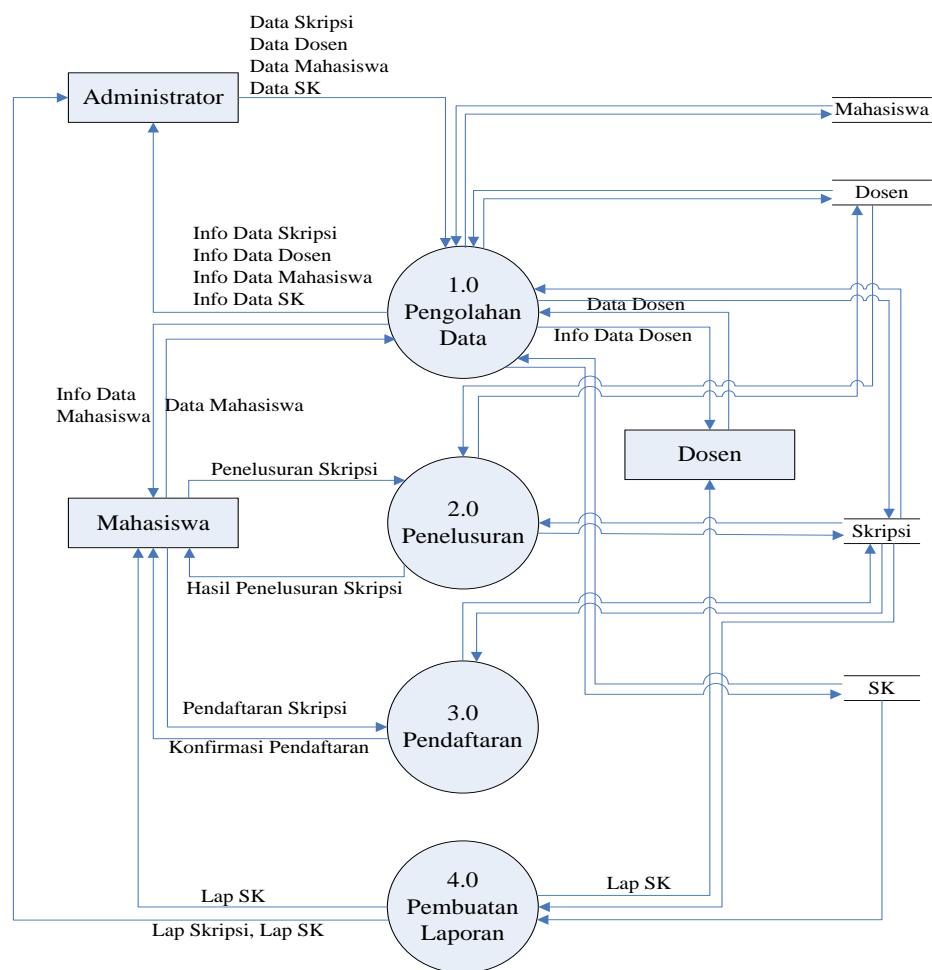 Data Skripsi
Data Dosen
Data Mahasiswa
Data SK
Administrator
Mahasiswa
Dosen
Info Data Skripsi
Info Data Dosen
Info Data Mahasiswa
Info Data SK
1.0
Pengolahan
Data
Data Dosen
Info Data Dosen
Info Data
Mahasiswa
Data Mahasiswa
Dosen
Penelusuran Skripsi
Mahasiswa
2.0
Penelusuran
Skripsi
Hasil Penelusuran Skripsi
SK
Pendaftaran Skripsi
Konfirmasi Pendaftaran
3.0
Pendaftaran
Lap SK
Lap Skripsi, Lap SK
4.0
Pembuatan
Laporan
Lap SK